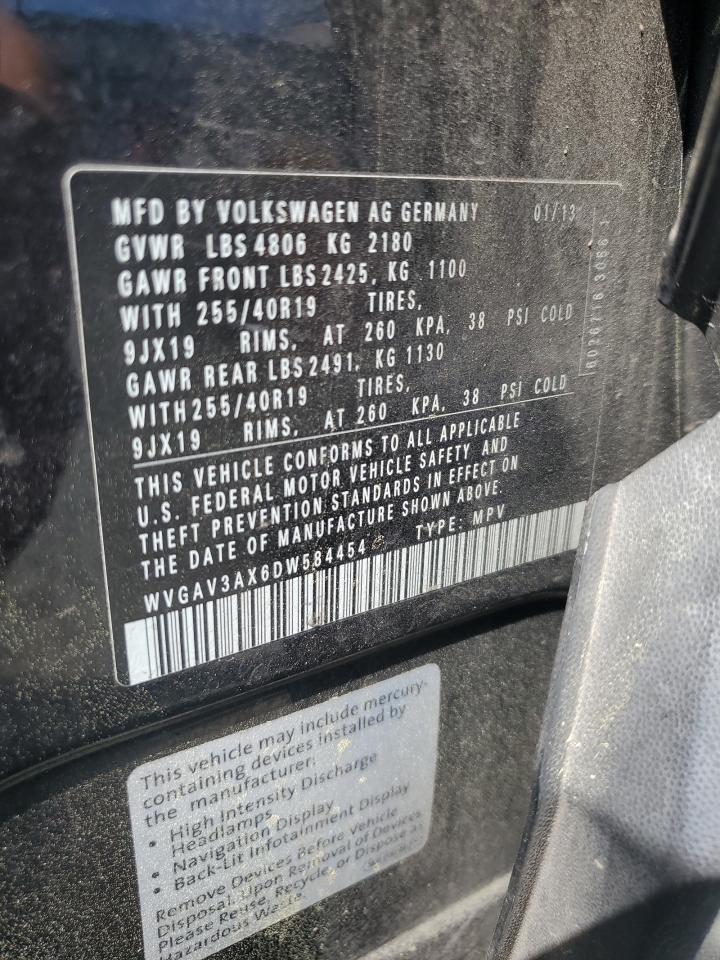 MFD BY VOLKSWAGEN AG GERMANY 01/13
GVWR LBS 4806 KG 2180
GAWR FRONT LBS 2425, KG 1100
WITH 255/40R19 TIRES,
9JX19 RIMS, AT 260 KPA, 38 PSI COLD
GAWR REAR LBS 2491, KG 1130
WITH 255/40R19 TIRES,
9JX19 RIMS, AT 260 KPA, 38 PSI COLD
THIS VEHICLE CONFORMS TO ALL APPLICABLE
U.S. FEDERAL MOTOR VEHICLE SAFETY AND
THEFT PREVENTION STANDARDS IN EFFECT ON
THE DATE OF MANUFACTURE SHOWN ABOVE.
WVGAV3AX6DW584454 TYPE: MPV
This vehicle may include mercury-
containing devices installed by
the manufacturer:
• High Intensity Discharge
Headlamps
• Navigation Display
• Back-Lit Infotainment Display
Remove Devices Before Vehicle
Disposal. Upon Removal of Devices
Please Reuse, Recycle, or Dispose as
Hazardous Waste.